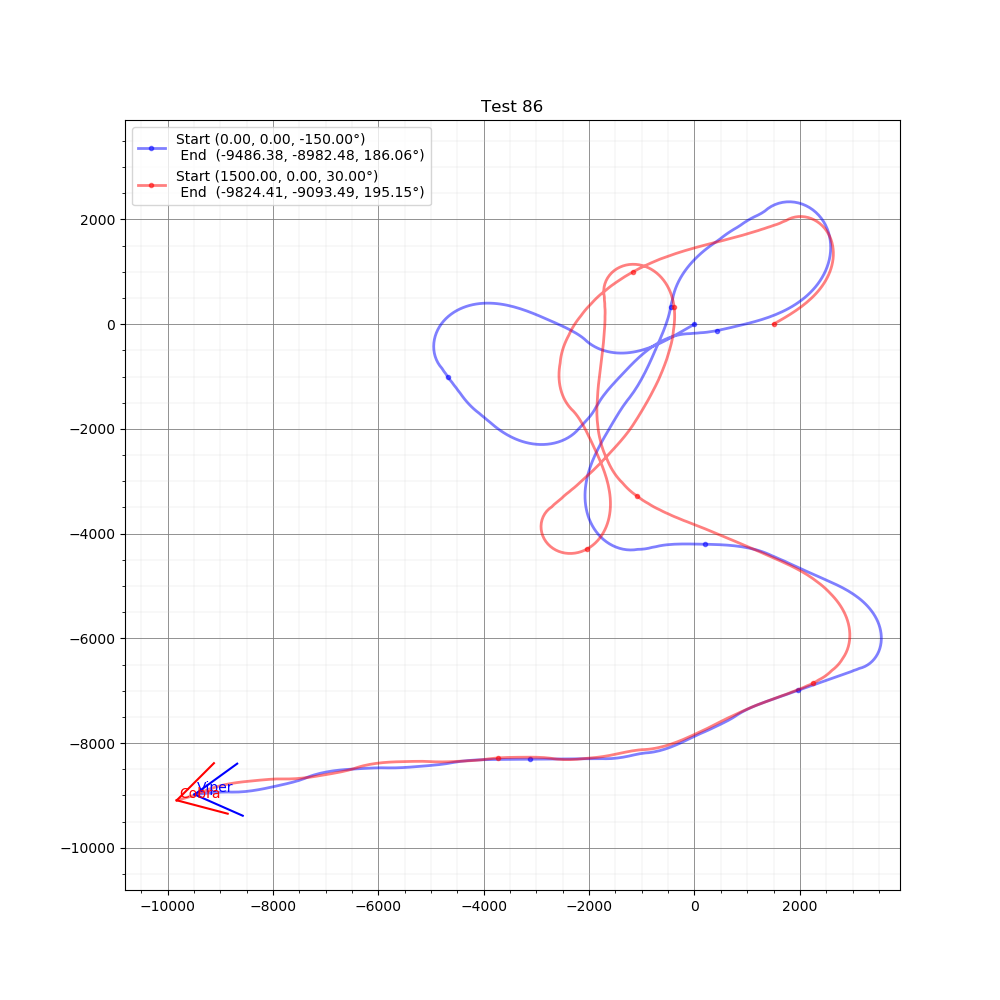 Test 86
Start (0.00, 0.00, -150.00°)
End (-9486.38, -8982.48, 186.06°)
Start (1500.00, 0.00, 30.00°)
End (-9824.41, -9093.49, 195.15°)
2000
0
−2000
−4000
−6000
−8000
−10000
Viper
Cobra
−10000 −8000 −6000 −4000 −2000 0 2000